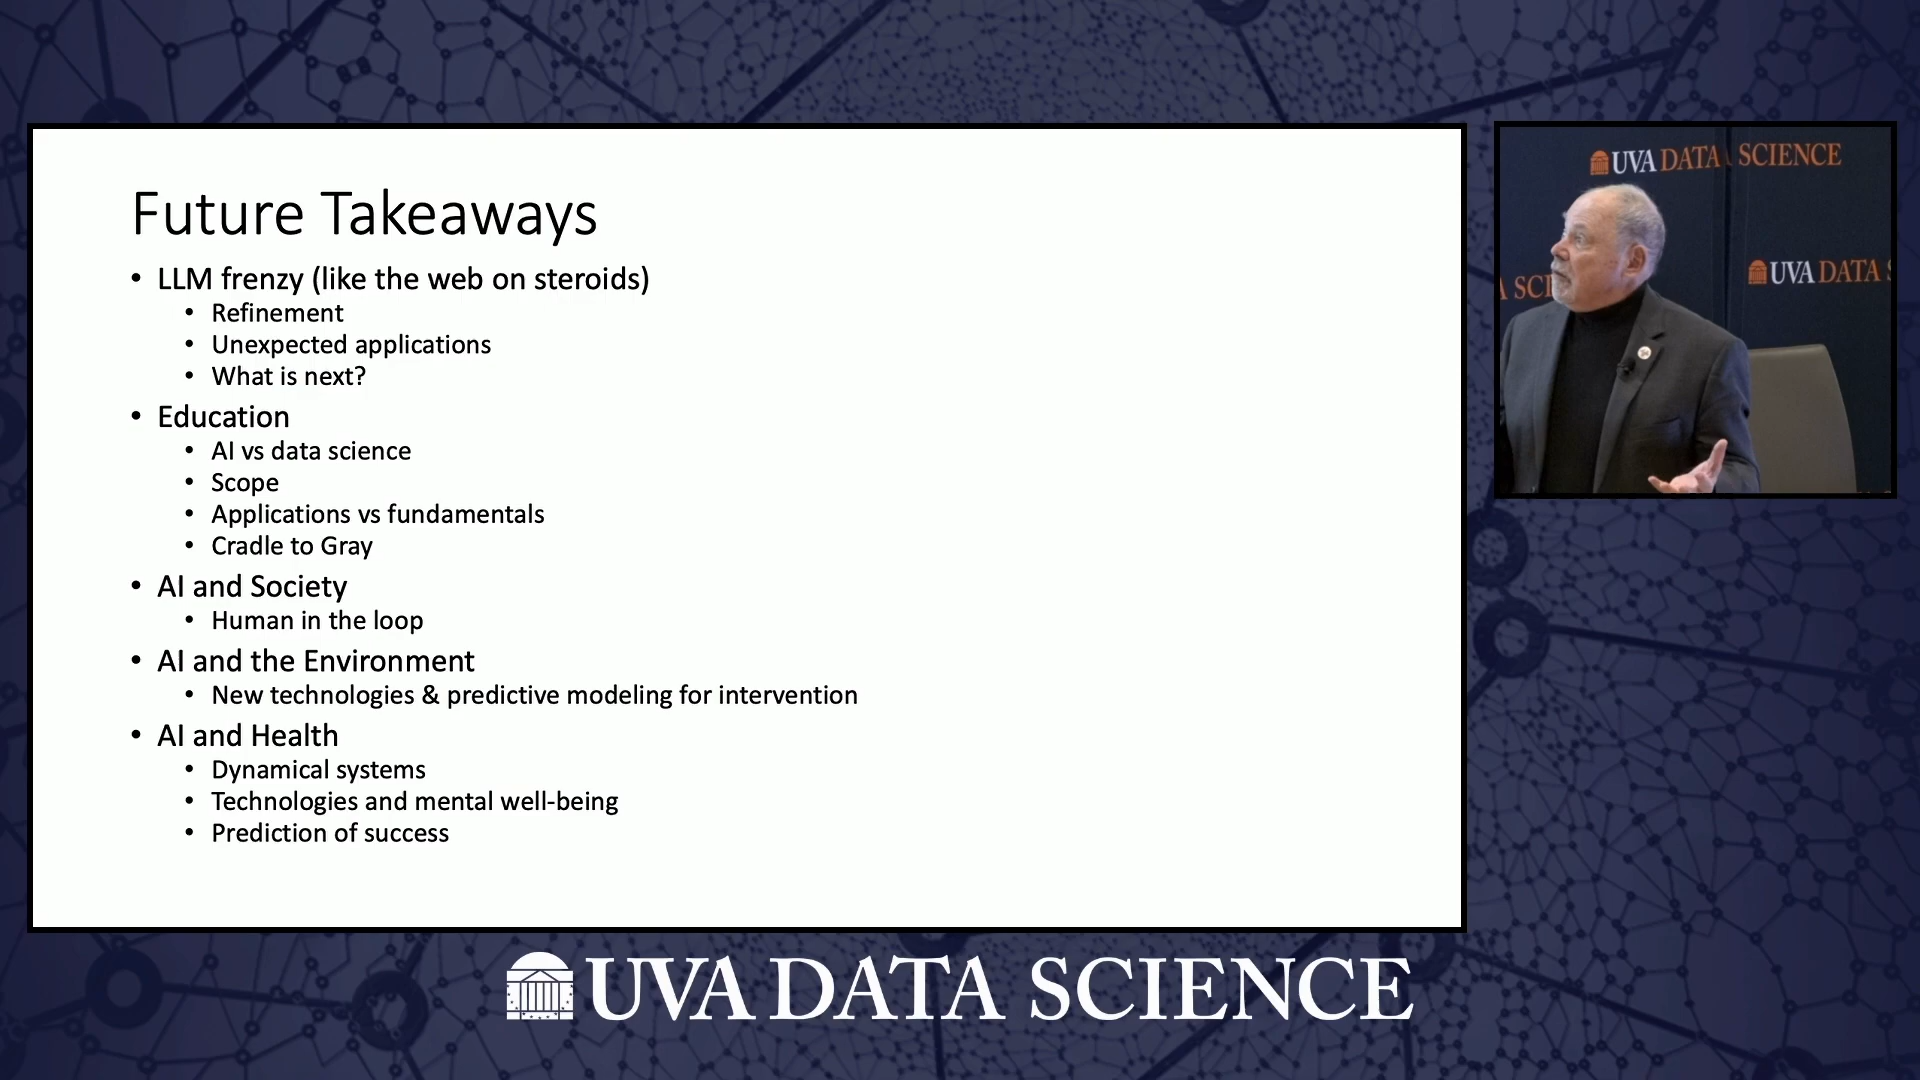 Future Takeaways
• LLM frenzy (like the web on steroids)
• Refinement
• Unexpected applications
• What is next?
• Education
• AI vs data science
• Scope
• Applications vs fundamentals
• Cradle to Gray
• AI and Society
• Human in the loop
• AI and the Environment
• New technologies & predictive modeling for intervention
• AI and Health
• Dynamical systems
• Technologies and mental well-being
• Prediction of success
UVA DATA SCIENCE
A SCI
UVA DATA S
UVA DATA SCIENCE